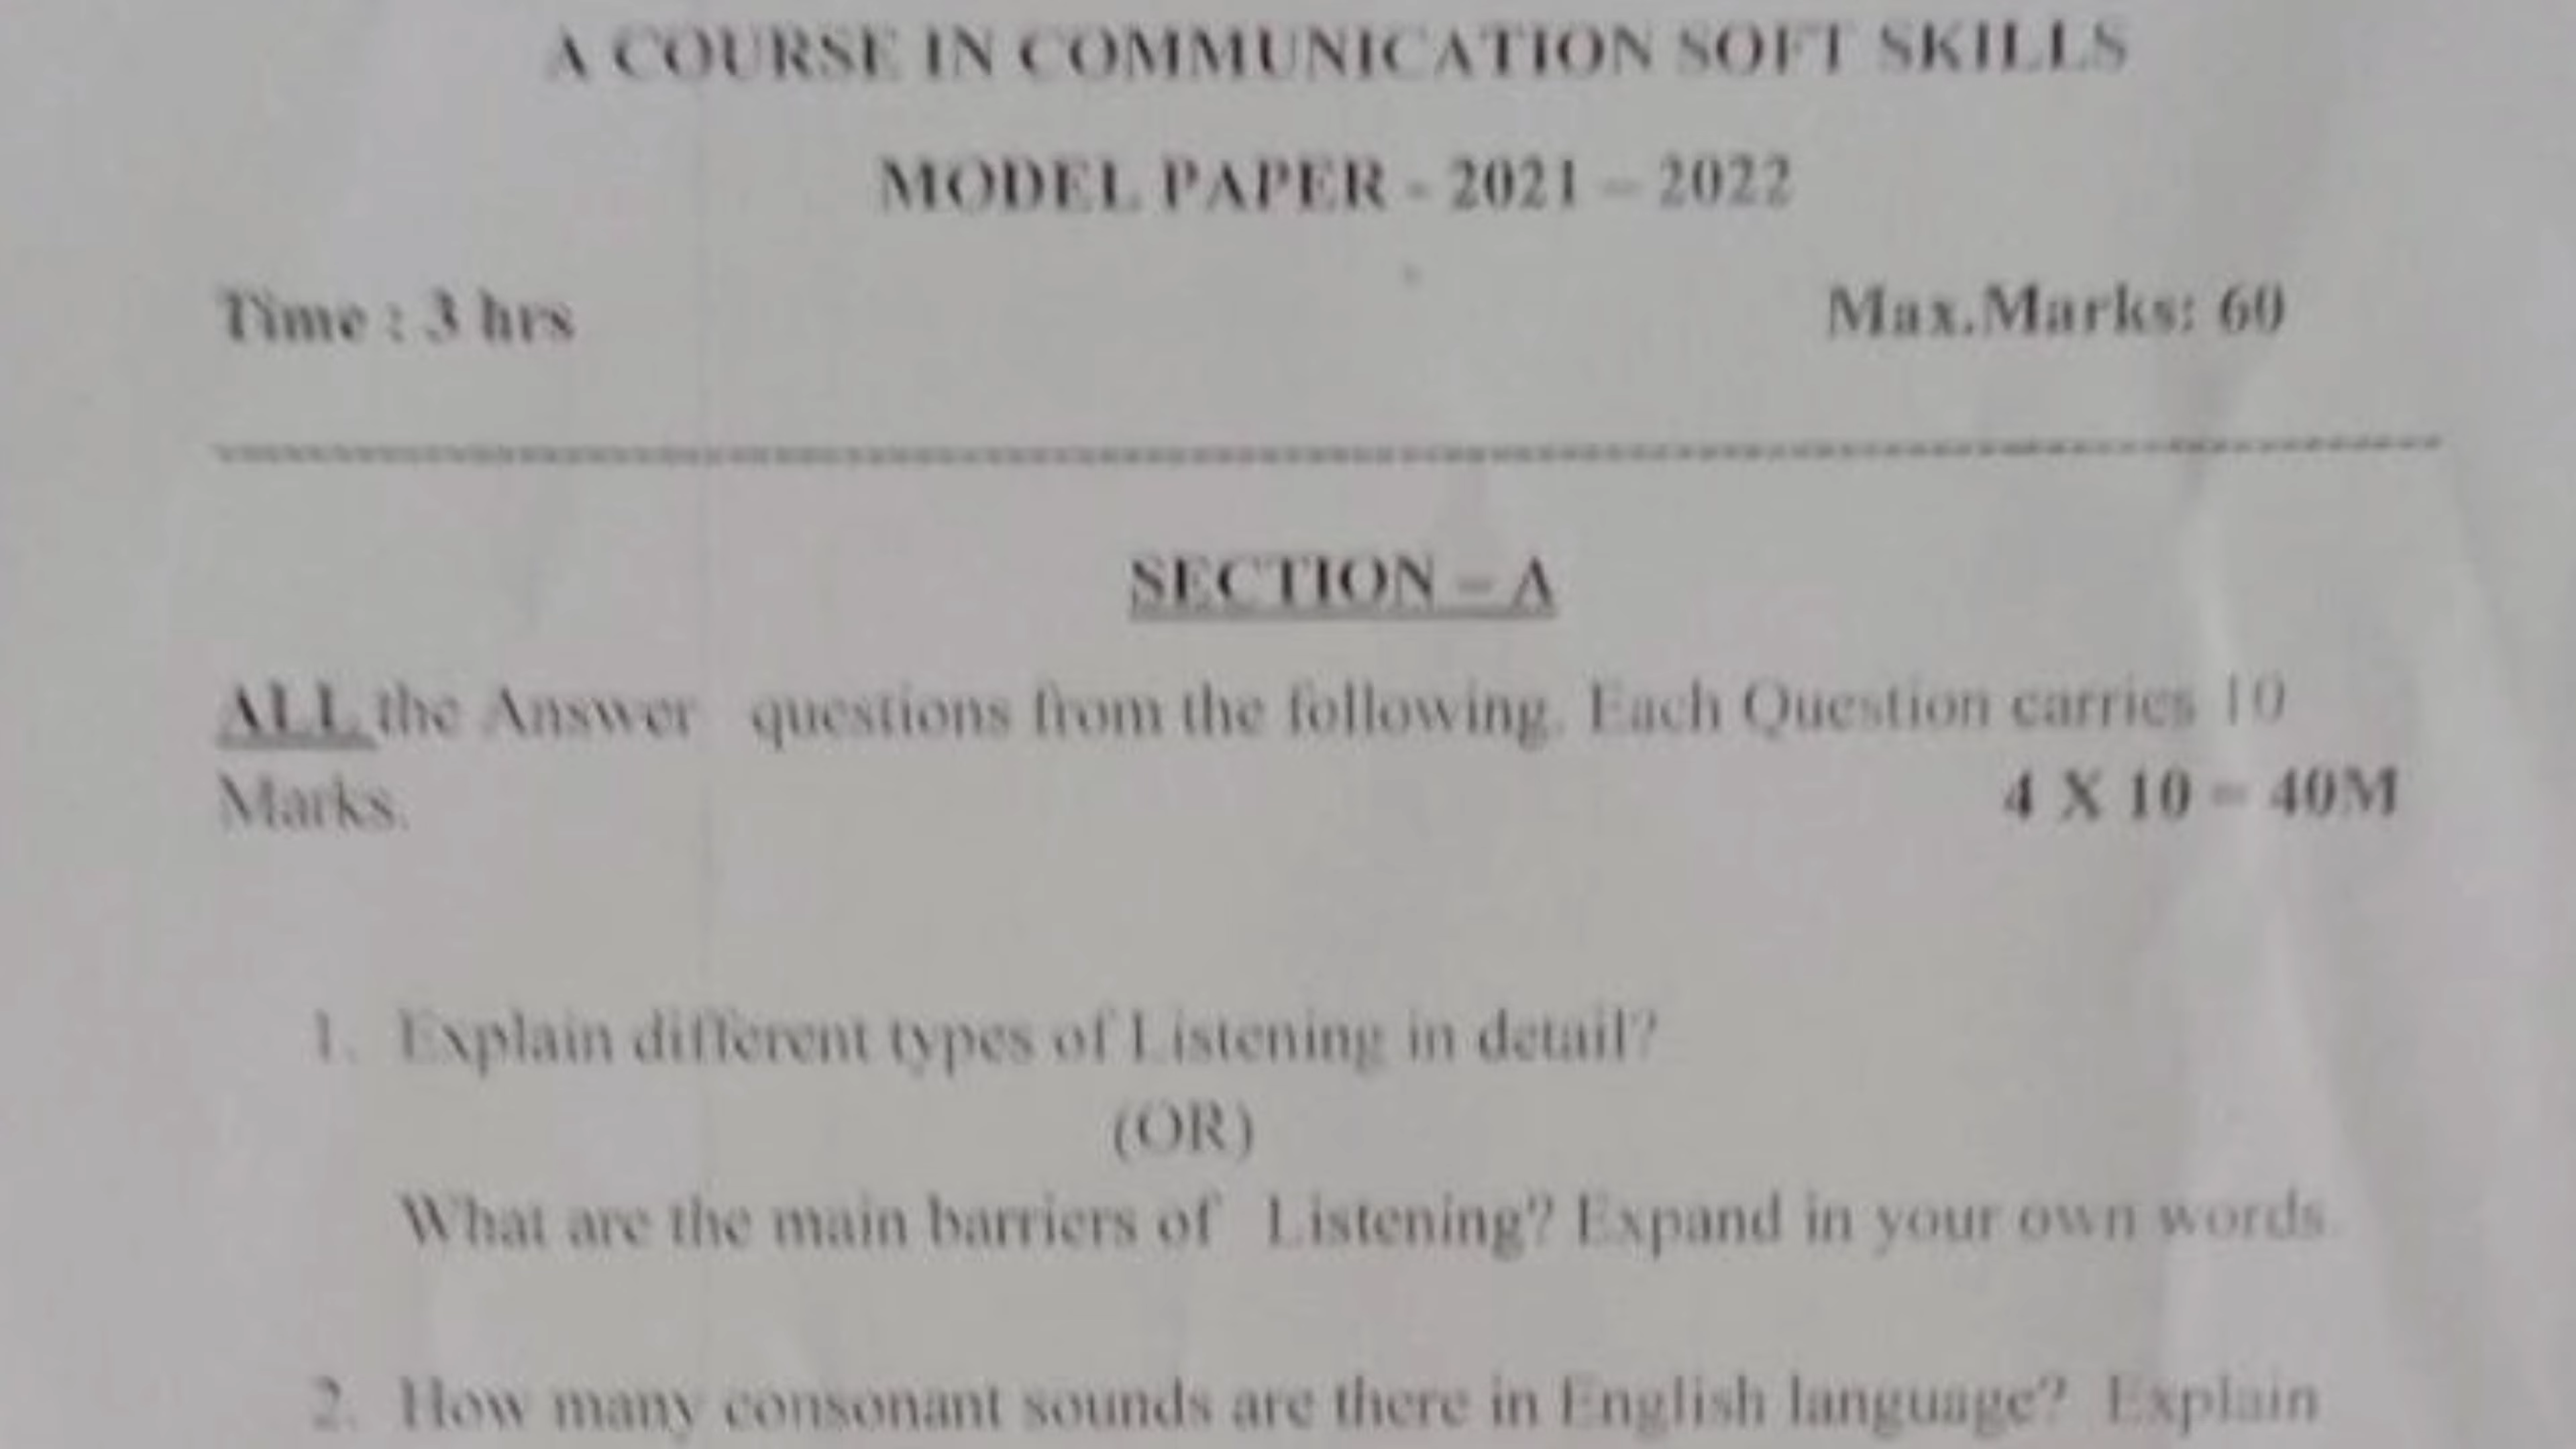 A COURSE IN COMMUNICATION SOFT SKILLS
MODEL PAPER - 2021 – 2022
Time : 3 hrs Max.Marks: 60
SECTION – A
ALL the Answer questions from the following. Each Question carries 10
Marks. 4 X 10 = 40M
1. Explain different types of Listening in detail?
(OR)
What are the main barriers of Listening? Expand in your own words.
2. How many consonant sounds are there in English language? Explain